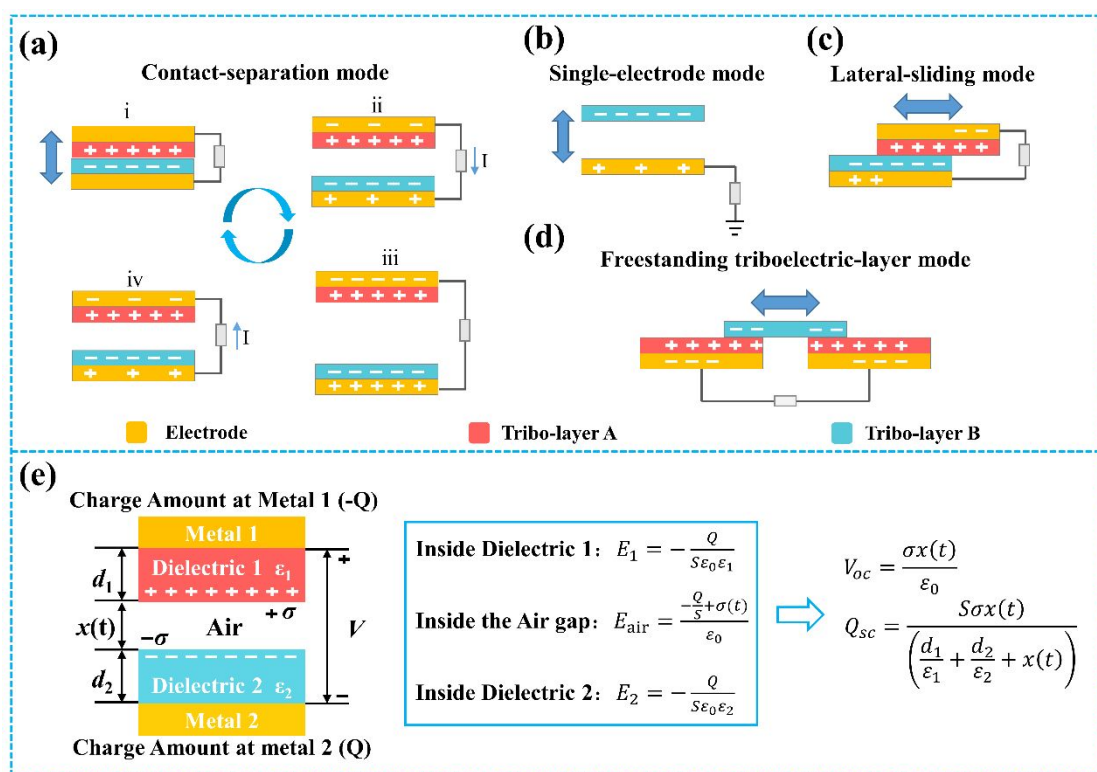 (a)
Contact-separation mode
i
ii
I
iii
iv
I
(b)
Single-electrode mode
(c)
Lateral-sliding mode
(d)
Freestanding triboelectric-layer mode
Electrode
Tribo-layer A
Tribo-layer B
(e)
Charge Amount at Metal 1 (-Q)
Metal 1
Dielectric 1 ε₁
d₁
+ + + + + + + +
+σ
x(t)
Air
−σ
V
+
−
d₂
Dielectric 2 ε₂
Metal 2
Charge Amount at metal 2 (Q)
Inside Dielectric 1： E₁ = −Q/(Sε₀ε₁)
Inside the Air gap： E_air = (−Q/S+σ(t))/ε₀
Inside Dielectric 2： E₂ = −Q/(Sε₀ε₂)
V_oc = σx(t)/ε₀
Q_sc = Sσx(t)/(d₁/ε₁ + d₂/ε₂ + x(t))